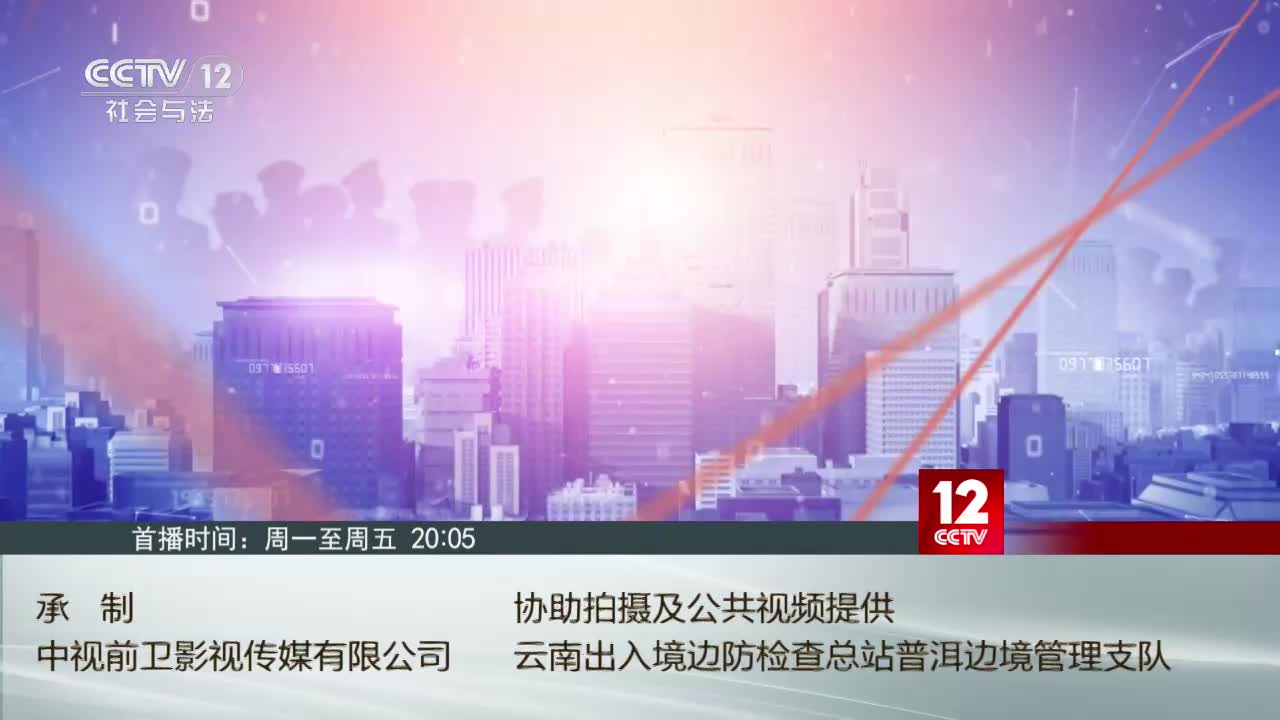 CCTV 12
社会与法
0977 15607
首播时间：周一至周五 20:05
12
CCTV
承 制
中视前卫影视传媒有限公司
协助拍摄及公共视频提供
云南出入境边防检查总站普洱边境管理支队